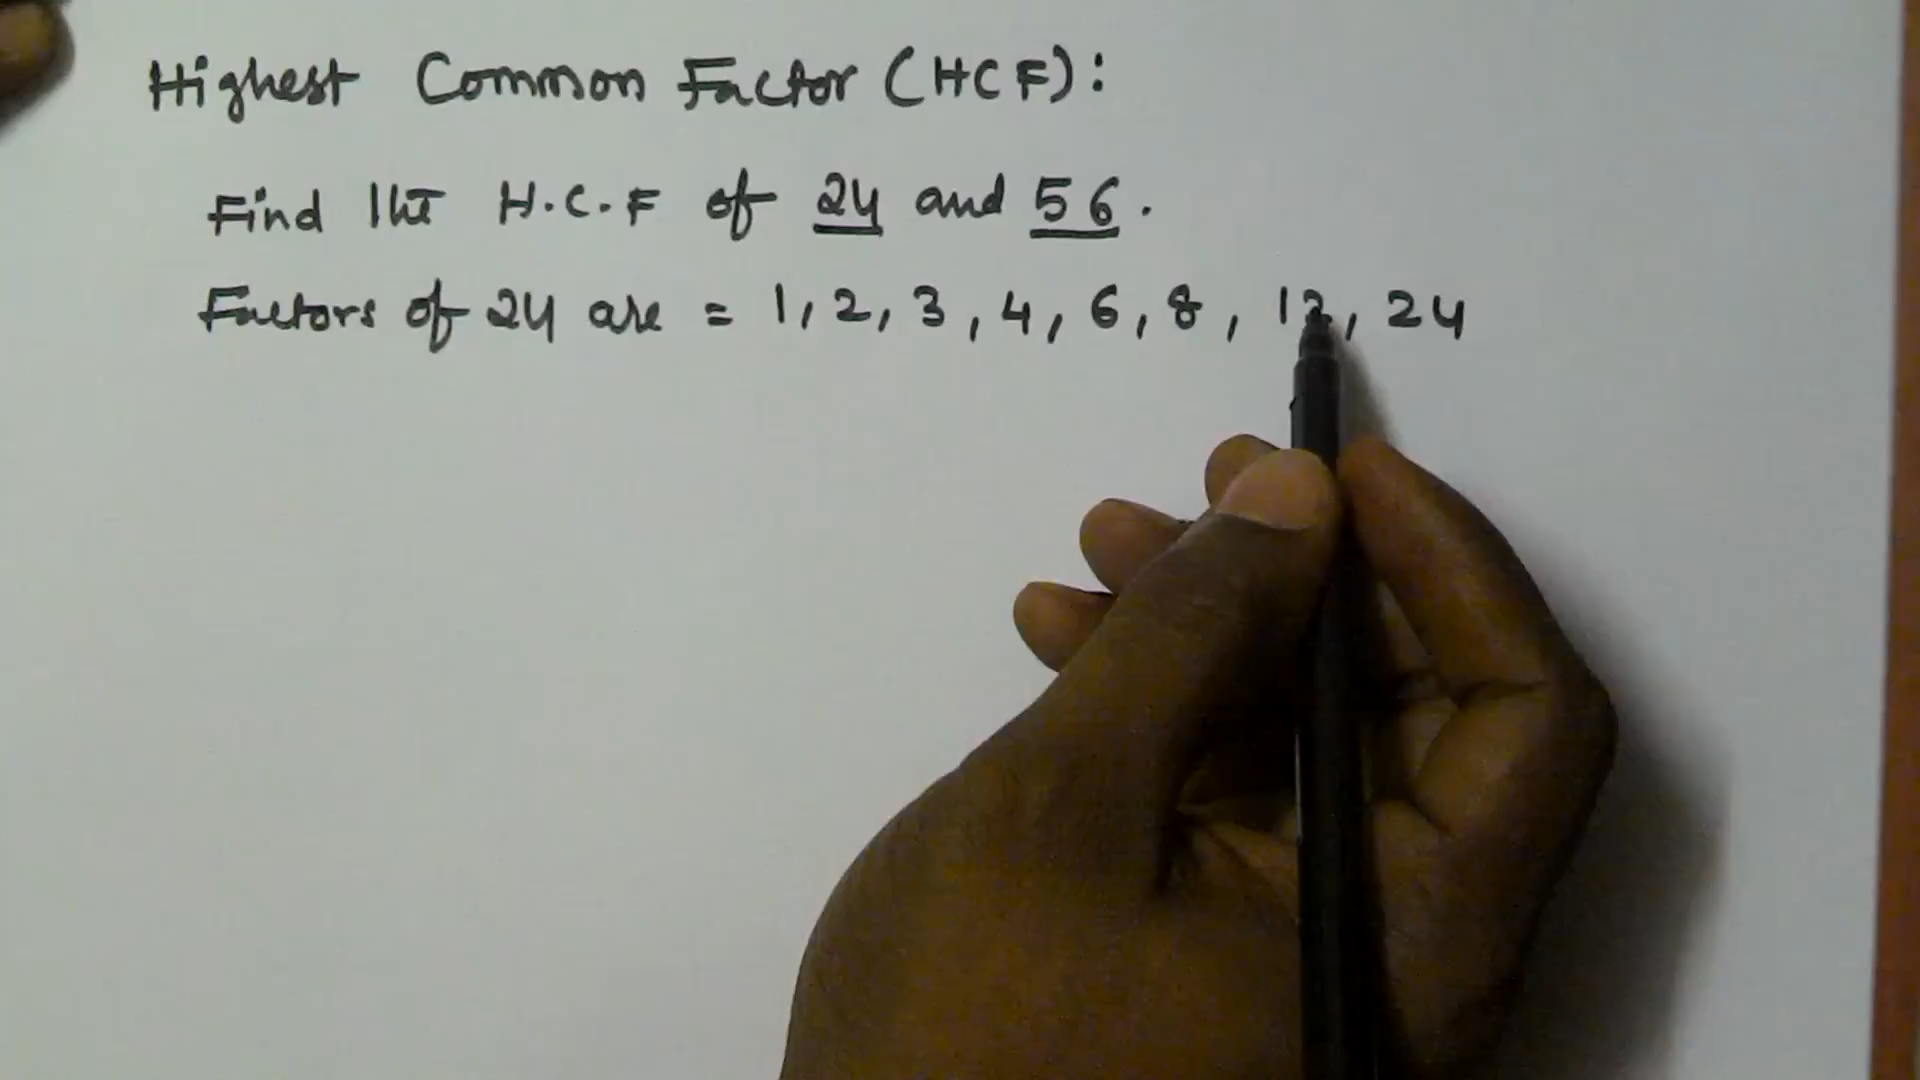 Highest Common Factor (HCF):
Find the H.C.F of 24 and 56.
Factors of 24 are = 1, 2, 3, 4, 6, 8, 12, 24